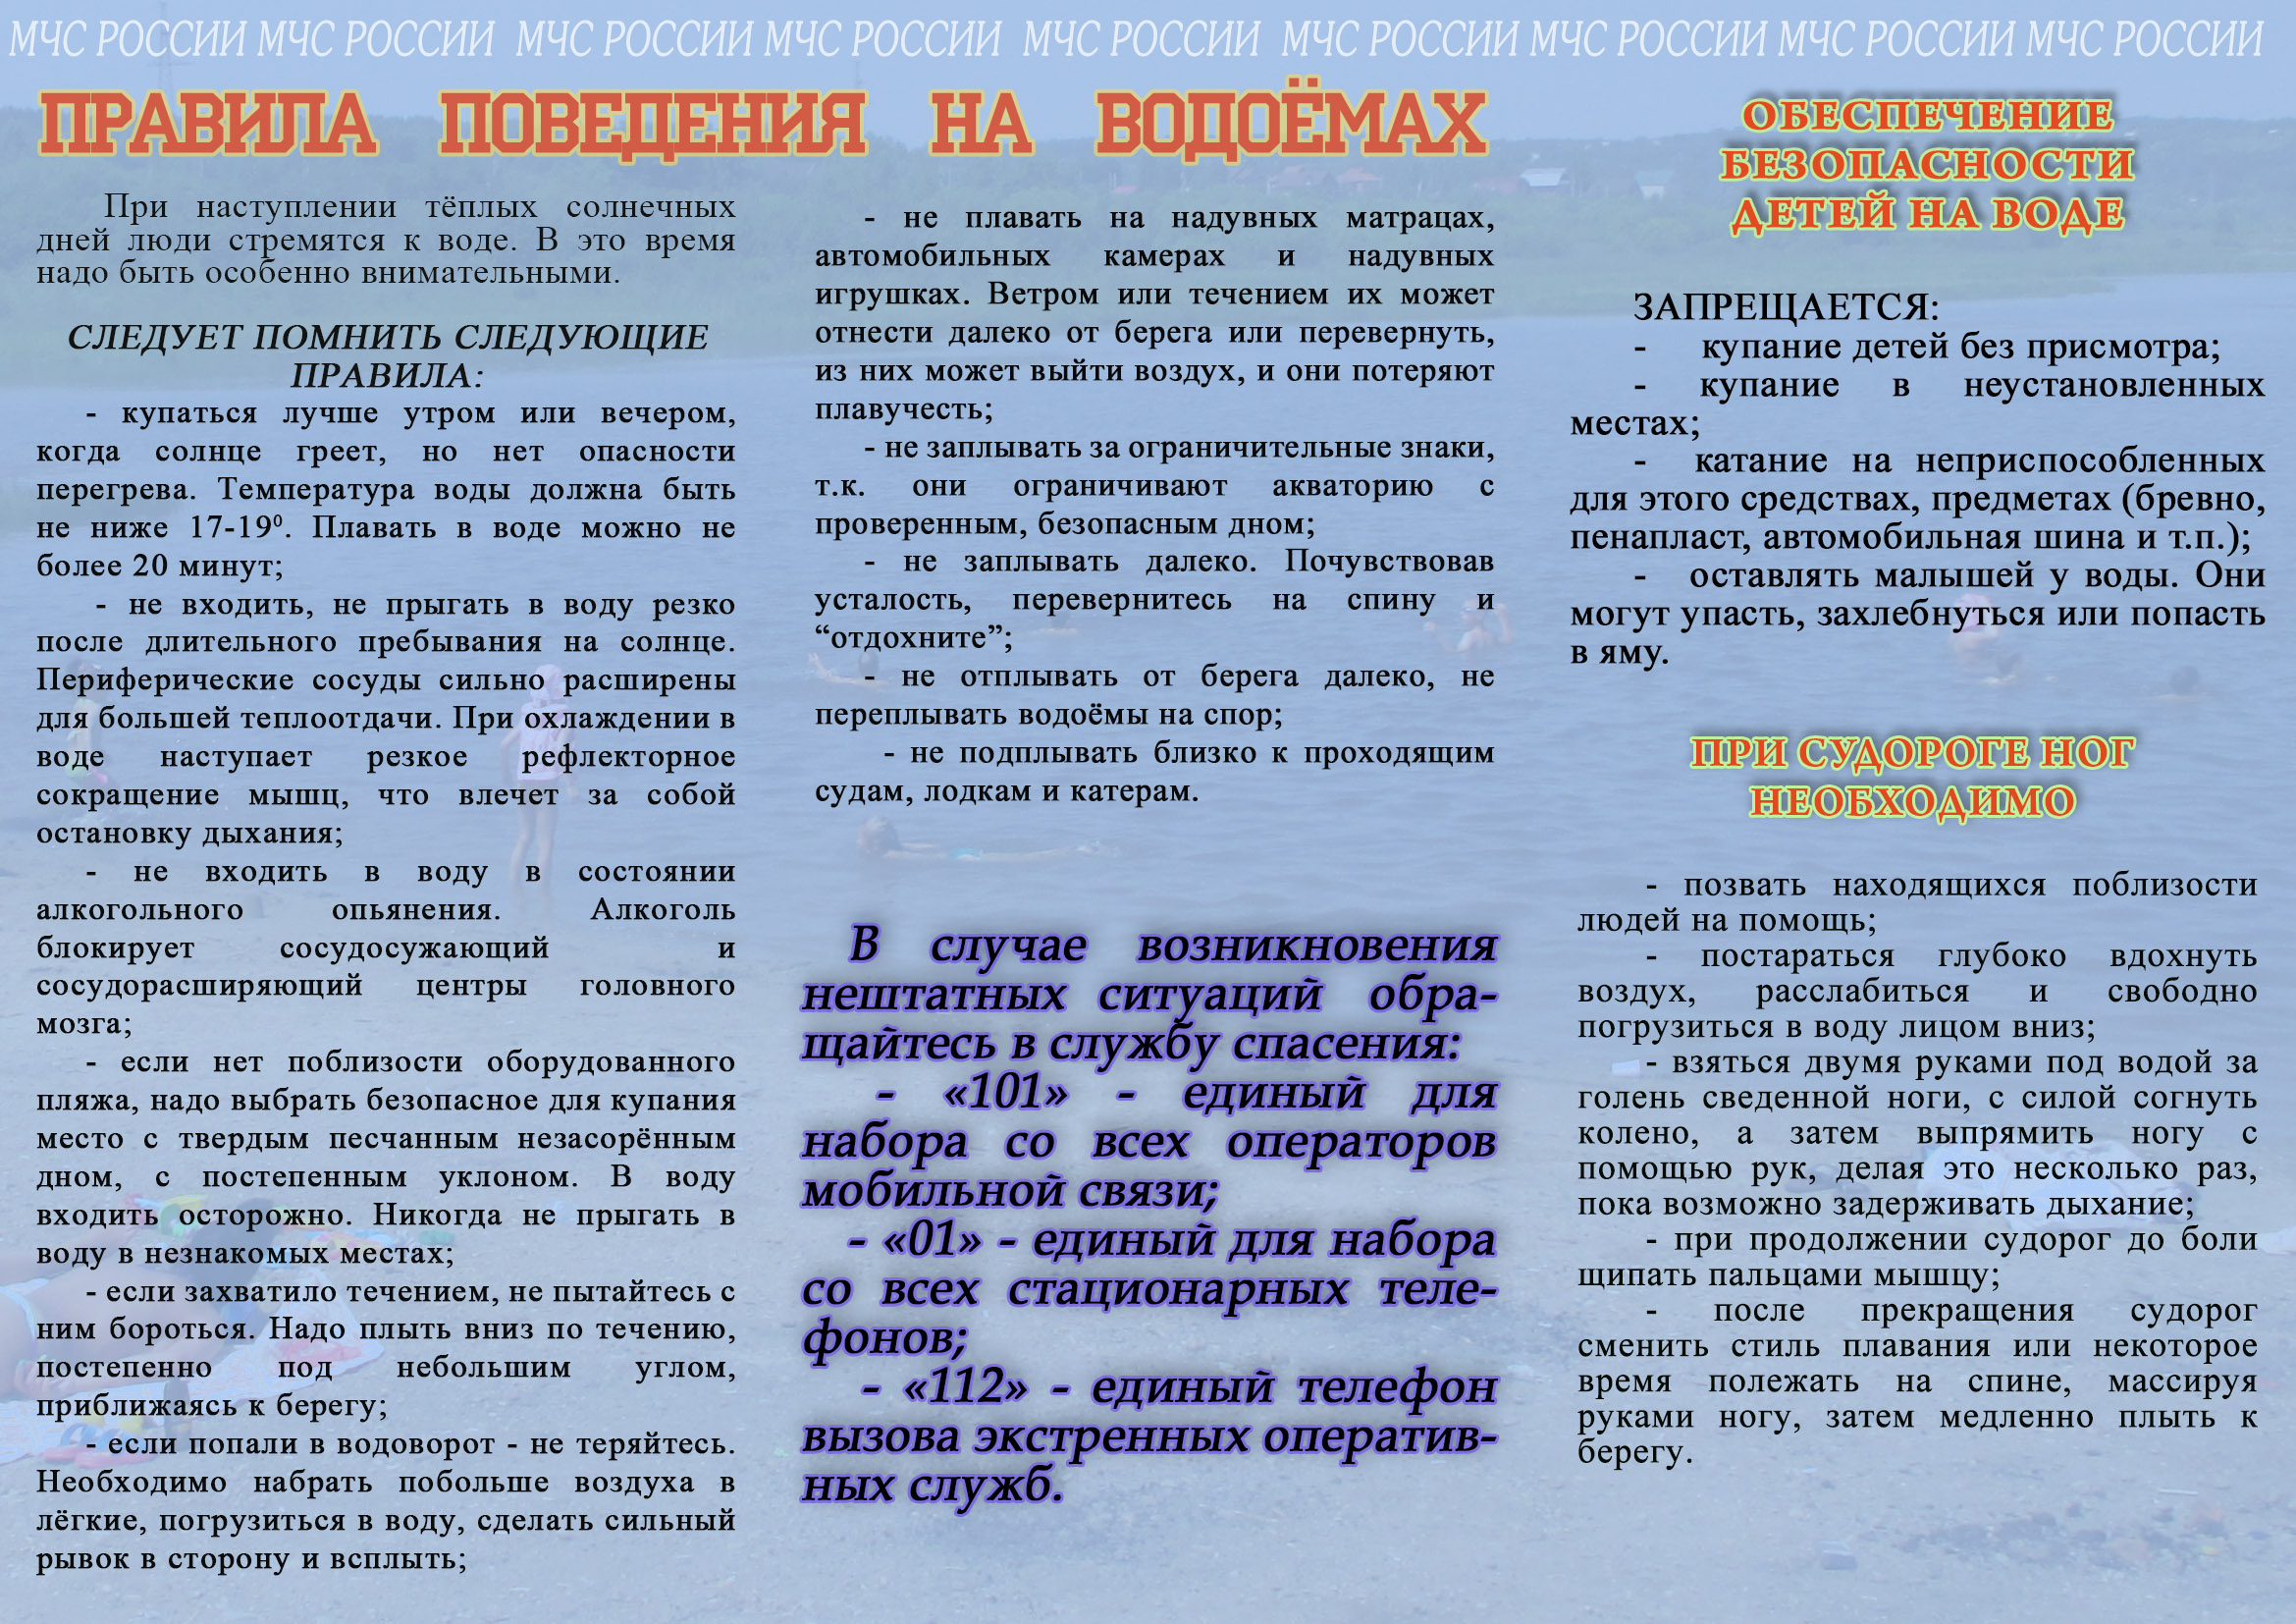 МЧС РОССИИ МЧС РОССИИ МЧС РОССИИ МЧС РОССИИ МЧС РОССИИ МЧС РОССИИ МЧС РОССИИ МЧС РОССИИ МЧС РОССИИ
ПРАВИЛА ПОВЕДЕНИЯ НА ВОДОЁМАХ
При наступлении тёплых солнечных
дней люди стремятся к воде. В это время
надо быть особенно внимательными.
СЛЕДУЕТ ПОМНИТЬ СЛЕДУЮЩИЕ
ПРАВИЛА:
- купаться лучше утром или вечером,
когда солнце греет, но нет опасности
перегрева. Температура воды должна быть
не ниже 17-19⁰. Плавать в воде можно не
более 20 минут;
- не входить, не прыгать в воду резко
после длительного пребывания на солнце.
Периферические сосуды сильно расширены
для большей теплоотдачи. При охлаждении в
воде наступает резкое рефлекторное
сокращение мышц, что влечет за собой
остановку дыхания;
- не входить в воду в состоянии
алкогольного опьянения. Алкоголь
блокирует сосудосужающий и
сосудорасширяющий центры головного
мозга;
- если нет поблизости оборудованного
пляжа, надо выбрать безопасное для купания
место с твердым песчанным незасорённым
дном, с постепенным уклоном. В воду
входить осторожно. Никогда не прыгать в
воду в незнакомых местах;
- если захватило течением, не пытайтесь с
ним бороться. Надо плыть вниз по течению,
постепенно под небольшим углом,
приближаясь к берегу;
- если попали в водоворот - не теряйтесь.
Необходимо набрать побольше воздуха в
лёгкие, погрузиться в воду, сделать сильный
рывок в сторону и всплыть;
- не плавать на надувных матрацах,
автомобильных камерах и надувных
игрушках. Ветром или течением их может
отнести далеко от берега или перевернуть,
из них может выйти воздух, и они потеряют
плавучесть;
- не заплывать за ограничительные знаки,
т.к. они ограничивают акваторию с
проверенным, безопасным дном;
- не заплывать далеко. Почувствовав
усталость, перевернитесь на спину и
“отдохните”;
- не отплывать от берега далеко, не
переплывать водоёмы на спор;
- не подплывать близко к проходящим
судам, лодкам и катерам.
В случае возникновения
нештатных ситуаций обра-
щайтесь в службу спасения:
- «101» - единый для
набора со всех операторов
мобильной связи;
- «01» - единый для набора
со всех стационарных теле-
фонов;
- «112» - единый телефон
вызова экстренных оператив-
ных служб.
ОБЕСПЕЧЕНИЕ
БЕЗОПАСНОСТИ
ДЕТЕЙ НА ВОДЕ
ЗАПРЕЩАЕТСЯ:
- купание детей без присмотра;
- купание в неустановленных
местах;
- катание на неприспособленных
для этого средствах, предметах (бревно,
пенапласт, автомобильная шина и т.п.);
- оставлять малышей у воды. Они
могут упасть, захлебнуться или попасть
в яму.
ПРИ СУДОРОГЕ НОГ
НЕОБХОДИМО
- позвать находящихся поблизости
людей на помощь;
- постараться глубоко вдохнуть
воздух, расслабиться и свободно
погрузиться в воду лицом вниз;
- взяться двумя руками под водой за
голень сведенной ноги, с силой согнуть
колено, а затем выпрямить ногу с
помощью рук, делая это несколько раз,
пока возможно задерживать дыхание;
- при продолжении судорог до боли
щипать пальцами мышцу;
- после прекращения судорог
сменить стиль плавания или некоторое
время полежать на спине, массируя
руками ногу, затем медленно плыть к
берегу.